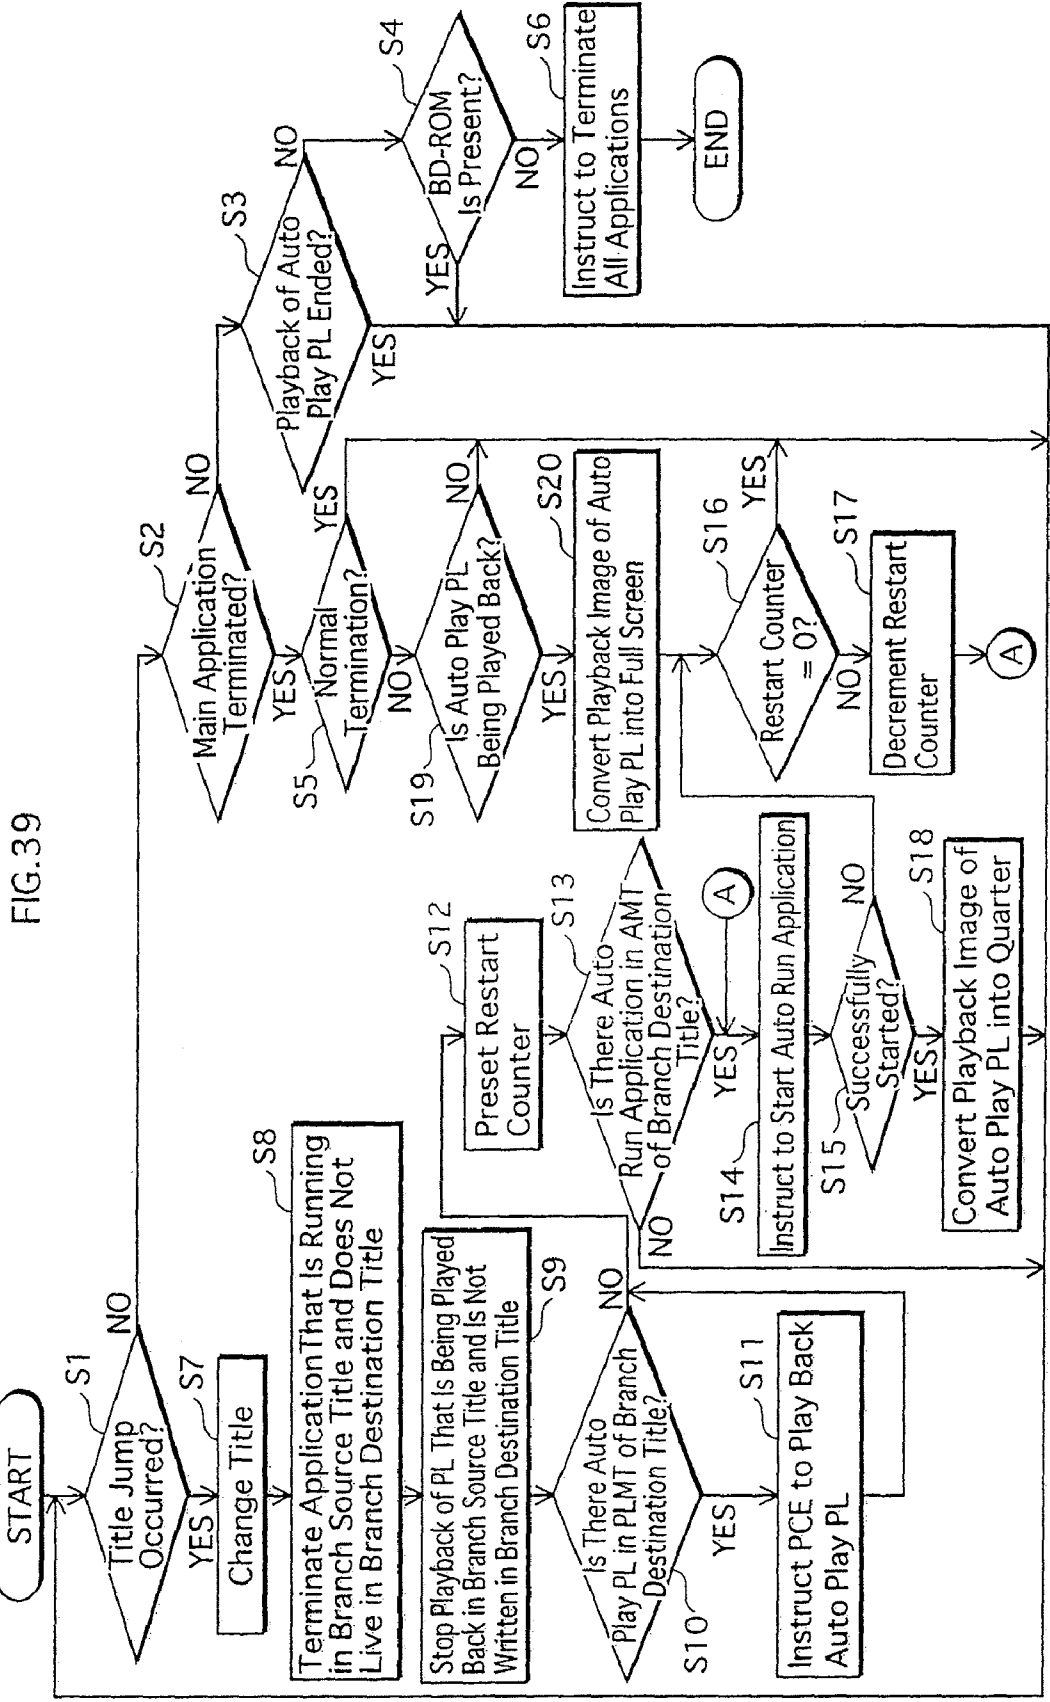 FIG.39
START
S1
Title Jump
Occurred?
NO
YES
S7
Change Title
S8
Terminate ApplicationThat Is Running
in Branch Source Title and Does Not
Live in Branch Destination Title
S9
Stop Playback of PL That Is Being Played
Back in Branch Source Title and Is Not
Written in Branch Destination Title
S10
Is There Auto
Play PL in PLMT of Branch
Destination Title?
NO
YES
S11
Instruct PCE to Play Back
Auto Play PL
S12
Preset Restart
Counter
S13
Is There Auto
Run Application in AMT
of Branch Destination
Title?
NO
YES
A
S14
Instruct to Start Auto Run Application
S15
Successfully
Started?
NO
YES
S18
Convert Playback Image of
Auto Play PL into Quarter
S2
Main Application
Terminated?
NO
YES
S5
Normal
Termination?
YES
NO
S19
Is Auto Play PL
Being Played Back?
NO
YES
S20
Convert Playback Image of Auto
Play PL into Full Screen
S16
Restart Counter
= 0?
YES
NO
S17
Decrement Restart
Counter
A
S3
Playback of Auto
Play PL Ended?
NO
YES
S4
BD-ROM
Is Present?
YES
NO
S6
Instruct to Terminate
All Applications
END